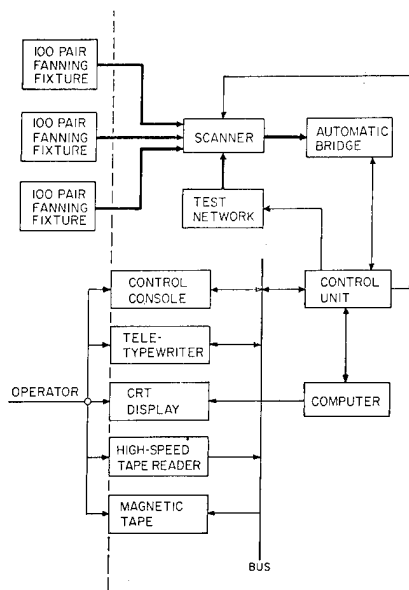 100 PAIR
FANNING
FIXTURE
100 PAIR
FANNING
FIXTURE
SCANNER
AUTOMATIC
BRIDGE
100 PAIR
FANNING
FIXTURE
TEST
NETWORK
CONTROL
CONSOLE
CONTROL
UNIT
TELE-
TYPEWRITER
OPERATOR
CRT
DISPLAY
COMPUTER
HIGH-SPEED
TAPE READER
MAGNETIC
TAPE
BUS